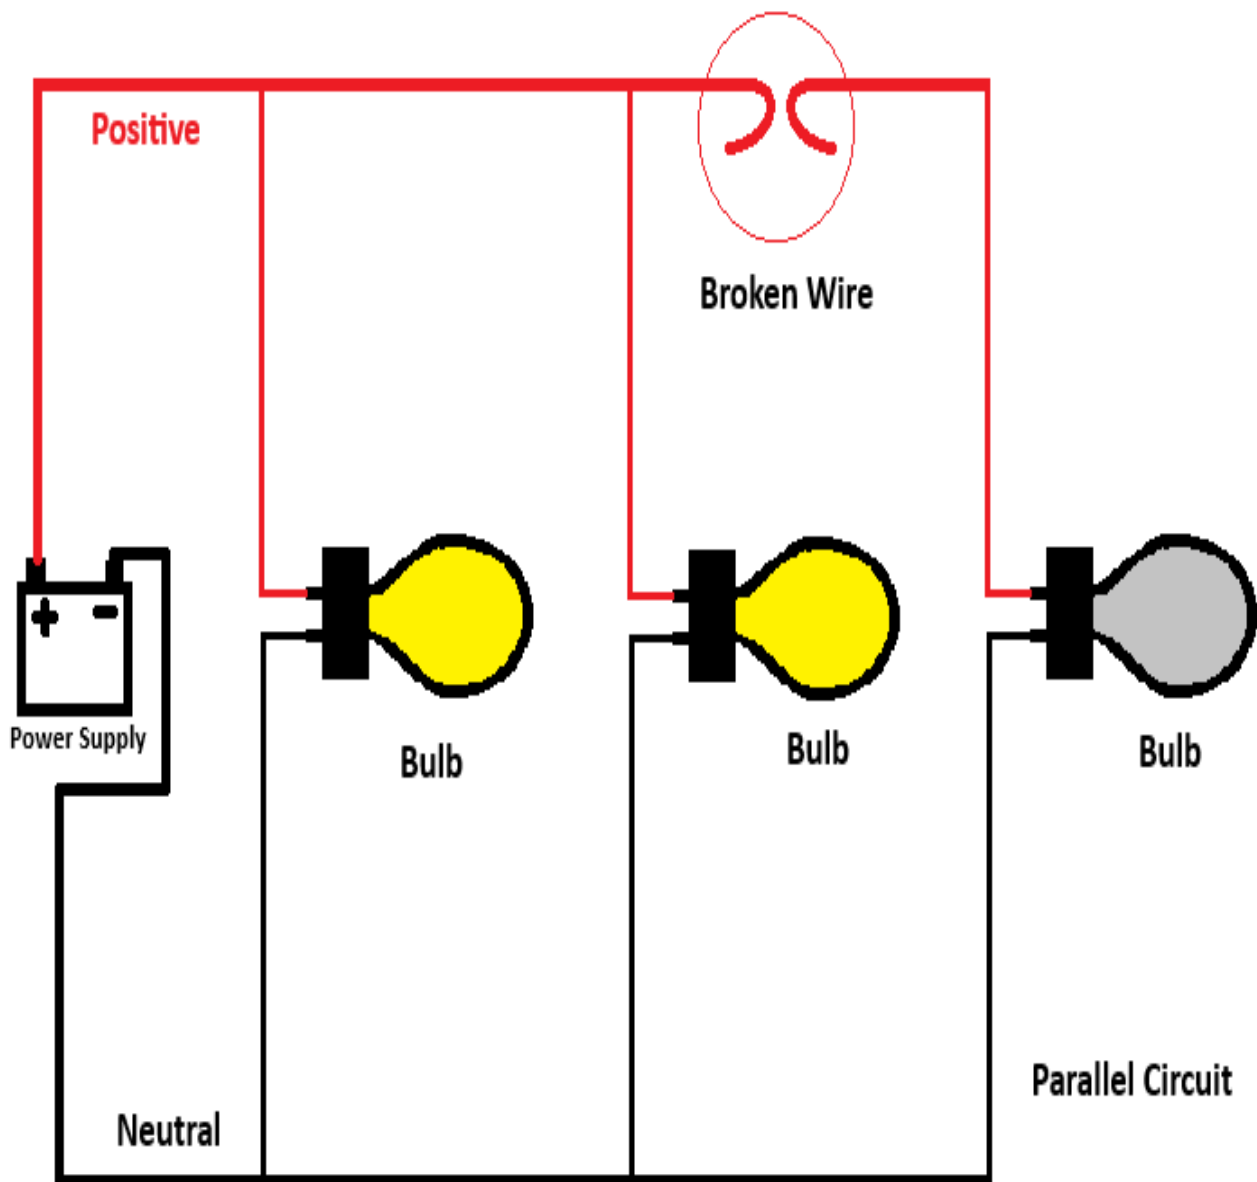 Positive
Broken Wire
+ -
Power Supply
Bulb
Bulb
Bulb
Parallel Circuit
Neutral